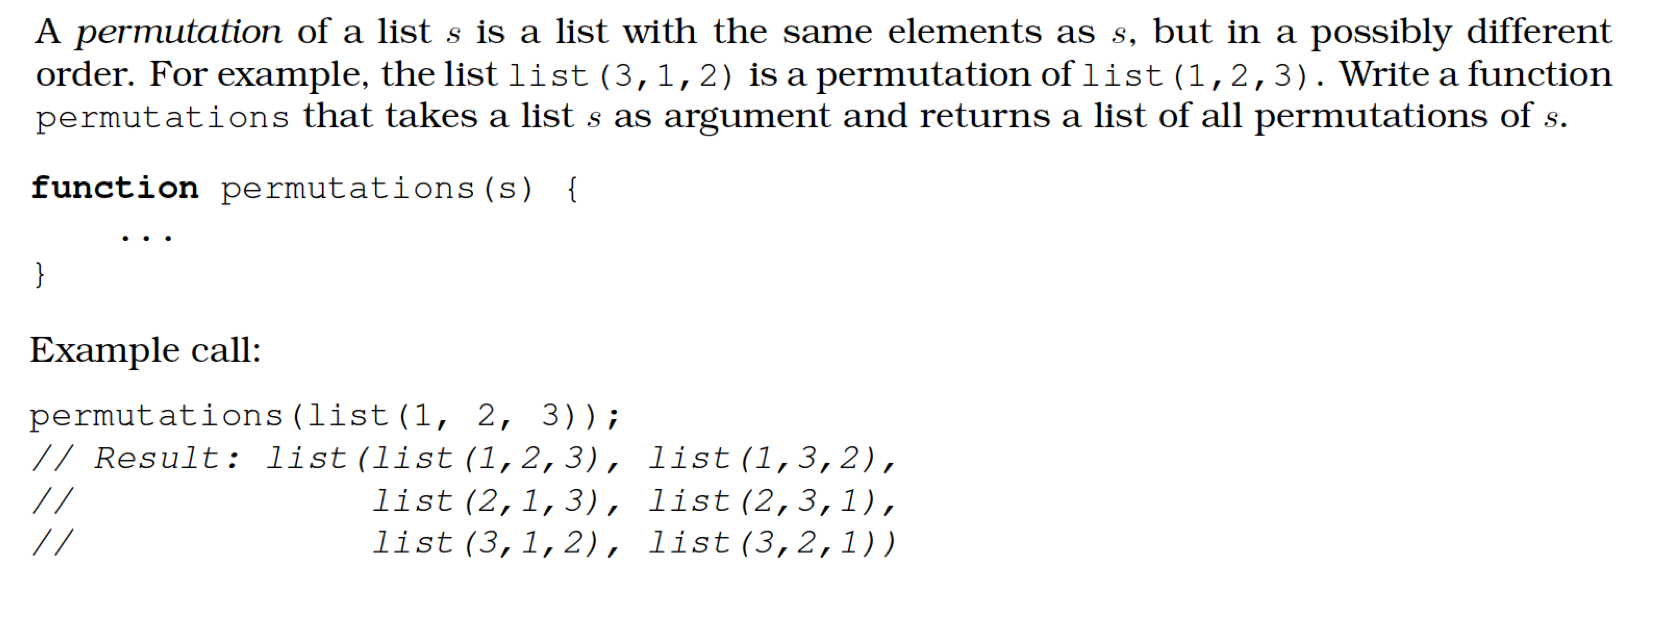 A permutation of a list s is a list with the same elements as s, but in a possibly different
order. For example, the list list(3,1,2) is a permutation of list(1,2,3). Write a function
permutations that takes a list s as argument and returns a list of all permutations of s.
function permutations(s) {
    ...
}
Example call:
permutations(list(1, 2, 3));
// Result: list(list(1,2,3), list(1,3,2),
//              list(2,1,3), list(2,3,1),
//              list(3,1,2), list(3,2,1))